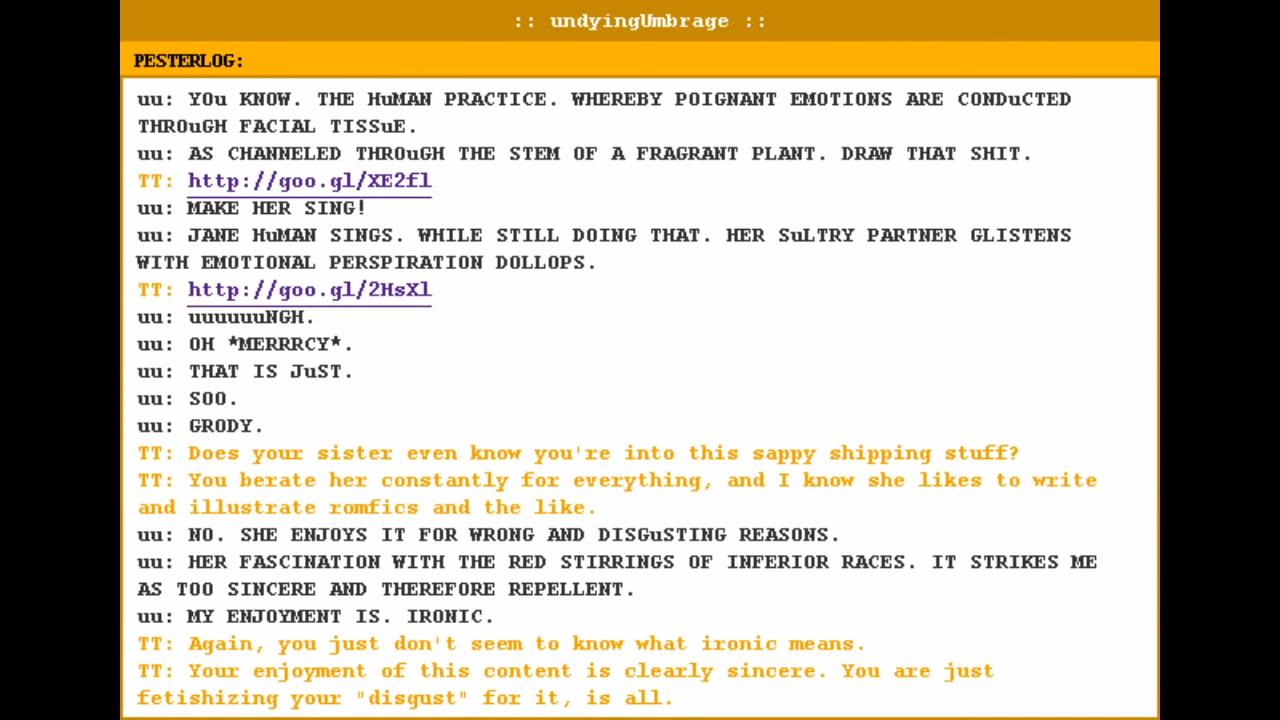 :: undyingUmbrage ::
PESTERLOG:
uu: YOu KNOW. THE HuMAN PRACTICE. WHEREBY POIGNANT EMOTIONS ARE CONDuCTED
THROuGH FACIAL TISSuE.
uu: AS CHANNELED THROuGH THE STEM OF A FRAGRANT PLANT. DRAW THAT SHIT.
TT: http://goo.gl/XE2fl
uu: MAKE HER SING!
uu: JANE HuMAN SINGS. WHILE STILL DOING THAT. HER SuLTRY PARTNER GLISTENS
WITH EMOTIONAL PERSPIRATION DOLLOPS.
TT: http://goo.gl/2HsXl
uu: uuuuuuNGH.
uu: OH *MERRRCY*.
uu: THAT IS JuST.
uu: SOO.
uu: GRODY.
TT: Does your sister even know you're into this sappy shipping stuff?
TT: You berate her constantly for everything, and I know she likes to write
and illustrate romfics and the like.
uu: NO. SHE ENJOYS IT FOR WRONG AND DISGuSTING REASONS.
uu: HER FASCINATION WITH THE RED STIRRINGS OF INFERIOR RACES. IT STRIKES ME
AS TOO SINCERE AND THEREFORE REPELLENT.
uu: MY ENJOYMENT IS. IRONIC.
TT: Again, you just don't seem to know what ironic means.
TT: Your enjoyment of this content is clearly sincere. You are just
fetishizing your "disgust" for it, is all.